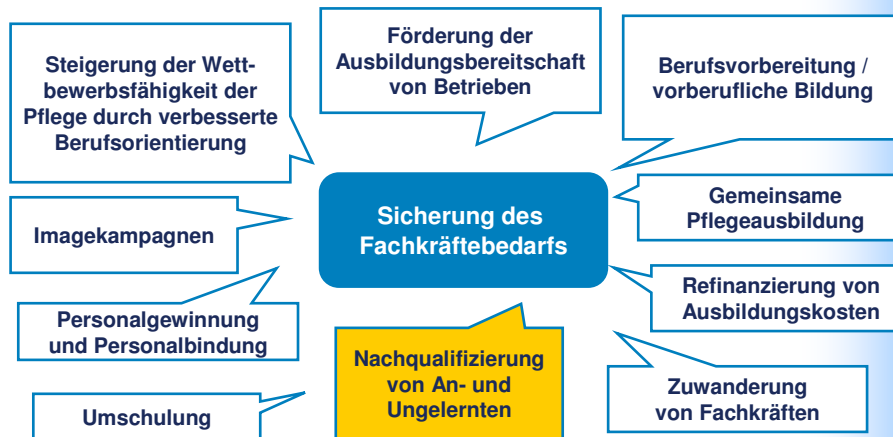 Steigerung der Wett-
bewerbsfähigkeit der
Pflege durch verbesserte
Berufsorientierung
Förderung der
Ausbildungsbereitschaft
von Betrieben
Berufsvorbereitung /
vorberufliche Bildung
Imagekampagnen
Sicherung des
Fachkräftebedarfs
Gemeinsame
Pflegeausbildung
Personalgewinnung
und Personalbindung
Refinanzierung von
Ausbildungskosten
Umschulung
Nachqualifizierung
von An- und
Ungelernten
Zuwanderung
von Fachkräften